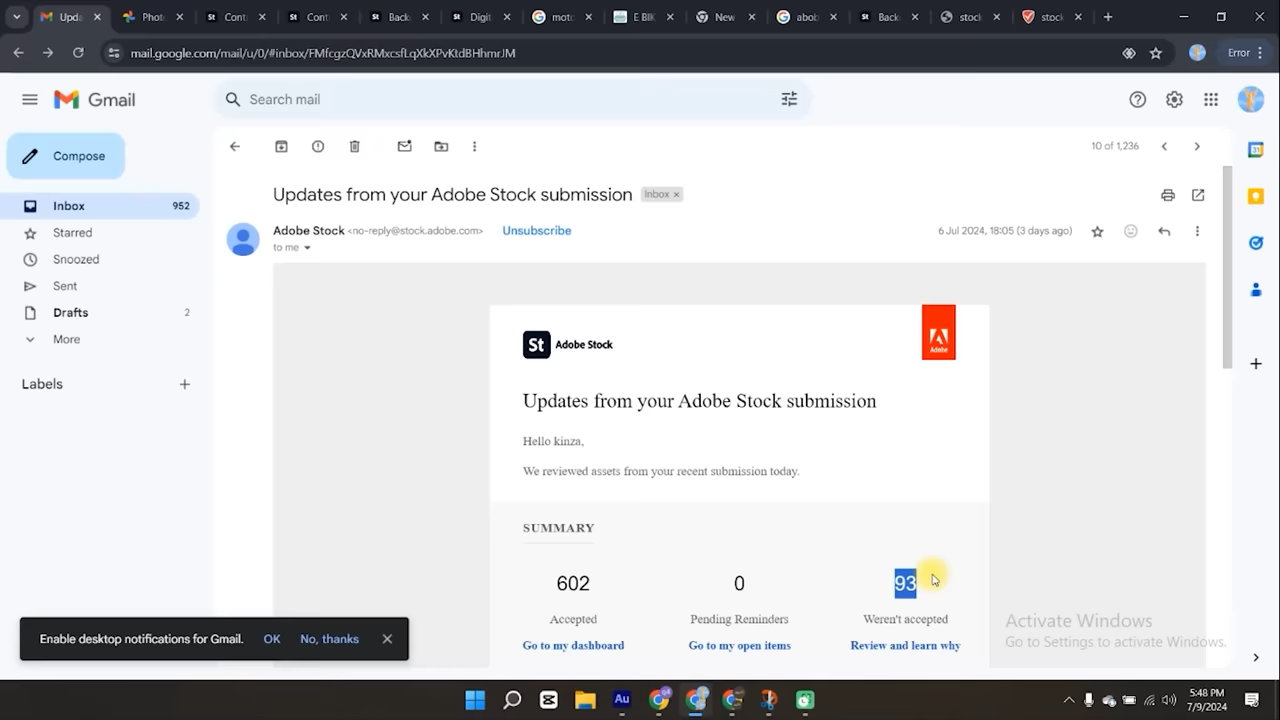 Upda
Photo
Cont
Cont
Back
Digit
moto
E BIK
New
abob
Back
stock
stock
mail.google.com/mail/u/0/#inbox/FMfcgzQVxRMxcsfLqXkXPvKtdBHhmrJM
Error
Gmail
Search mail
Compose
10 of 1,236
Inbox 952
Starred
Snoozed
Sent
Drafts 2
More
Labels
Updates from your Adobe Stock submission
Inbox ×
Adobe Stock <no-reply@stock.adobe.com> Unsubscribe
6 Jul 2024, 18:05 (3 days ago)
to me
St Adobe Stock
Adobe
Updates from your Adobe Stock submission
Hello kinza,
We reviewed assets from your recent submission today.
SUMMARY
602 0 93
Accepted Pending Reminders Weren't accepted
Go to my dashboard Go to my open items Review and learn why
Enable desktop notifications for Gmail. OK No, thanks
Activate Windows
Go to Settings to activate Windows.
Au
5:48 PM
7/9/2024